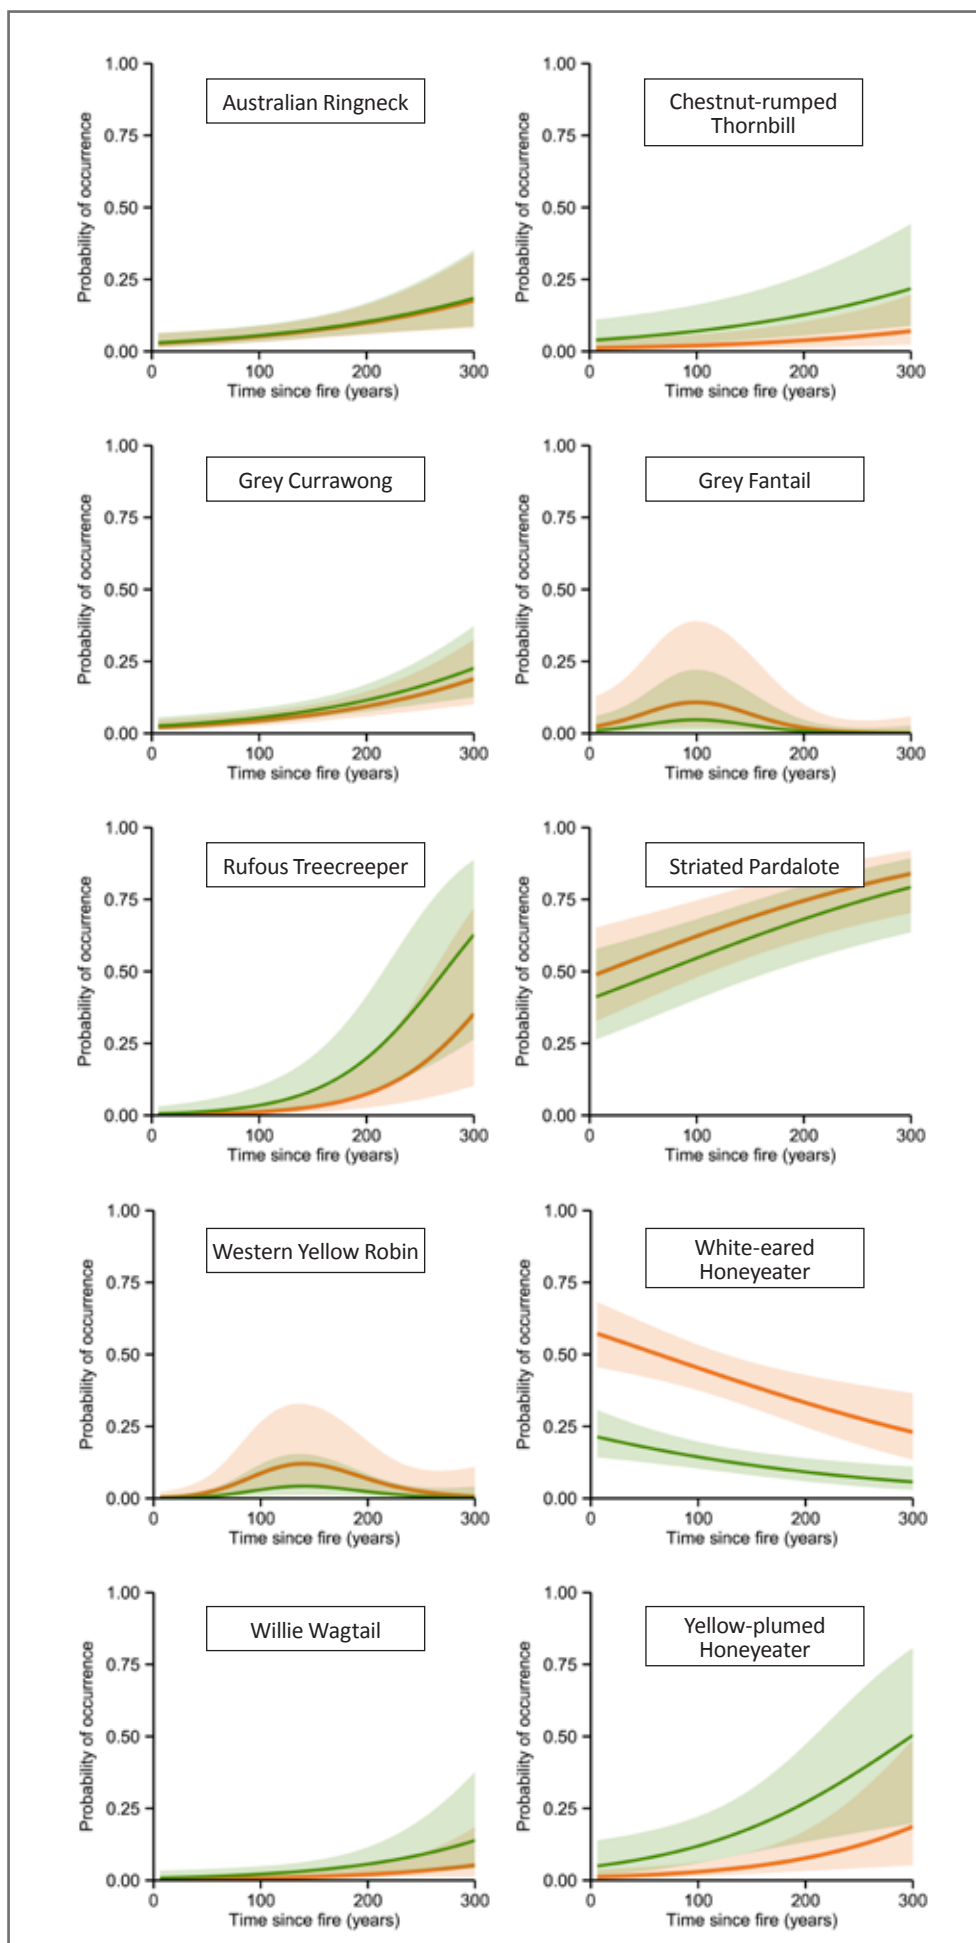 1.00
0.75
0.50
0.25
0.00
Probability of occurrence
Australian Ringneck
0
100
200
300
Time since fire (years)
1.00
0.75
0.50
0.25
0.00
Probability of occurrence
Chestnut-rumped
Thornbill
0
100
200
300
Time since fire (years)
1.00
0.75
0.50
0.25
0.00
Probability of occurrence
Grey Currawong
0
100
200
300
Time since fire (years)
1.00
0.75
0.50
0.25
0.00
Probability of occurrence
Grey Fantail
0
100
200
300
Time since fire (years)
1.00
0.75
0.50
0.25
0.00
Probability of occurrence
Rufous Treecreeper
0
100
200
300
Time since fire (years)
1.00
0.75
0.50
0.25
0.00
Probability of occurrence
Striated Pardalote
0
100
200
300
Time since fire (years)
1.00
0.75
0.50
0.25
0.00
Probability of occurrence
Western Yellow Robin
0
100
200
300
Time since fire (years)
1.00
0.75
0.50
0.25
0.00
Probability of occurrence
White-eared
Honeyeater
0
100
200
300
Time since fire (years)
1.00
0.75
0.50
0.25
0.00
Probability of occurrence
Willie Wagtail
0
100
200
300
Time since fire (years)
1.00
0.75
0.50
0.25
0.00
Probability of occurrence
Yellow-plumed
Honeyeater
0
100
200
300
Time since fire (years)